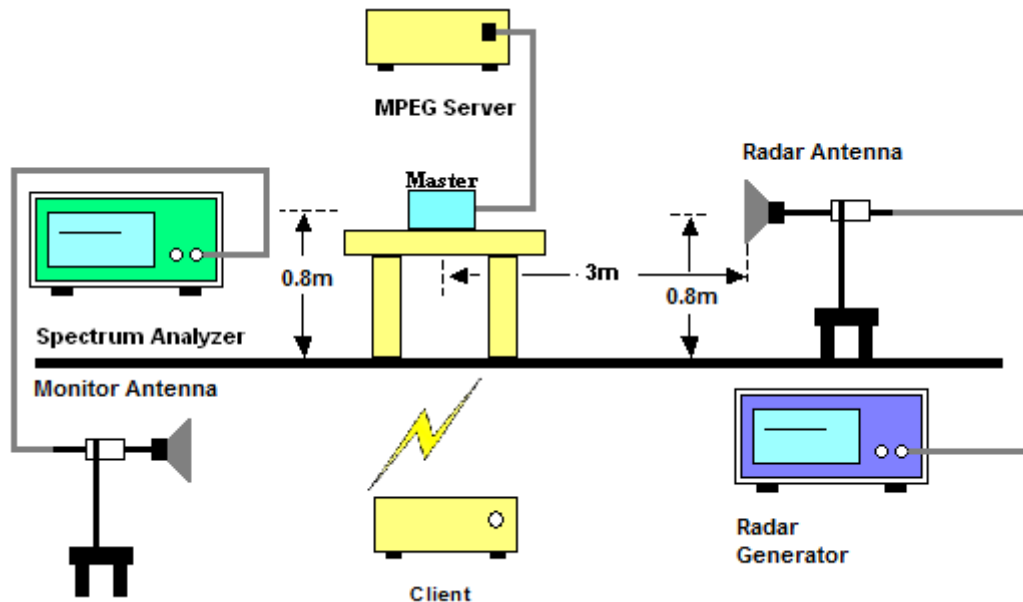 MPEG Server
Radar Antenna
Master
0.8m
3m
0.8m
Spectrum Analyzer
Monitor Antenna
Radar
Generator
Client